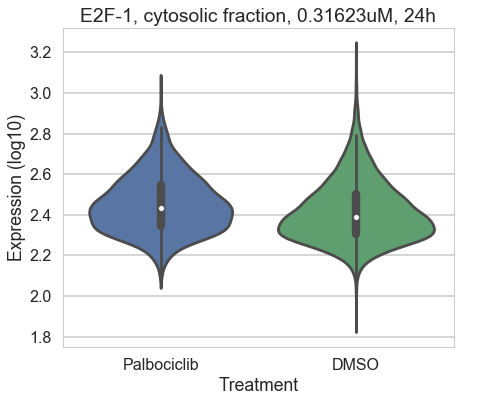 E2F-1, cytosolic fraction, 0.31623uM, 24h
Expression (log10)
3.2
3.0
2.8
2.6
2.4
2.2
2.0
1.8
Palbociclib
DMSO
Treatment